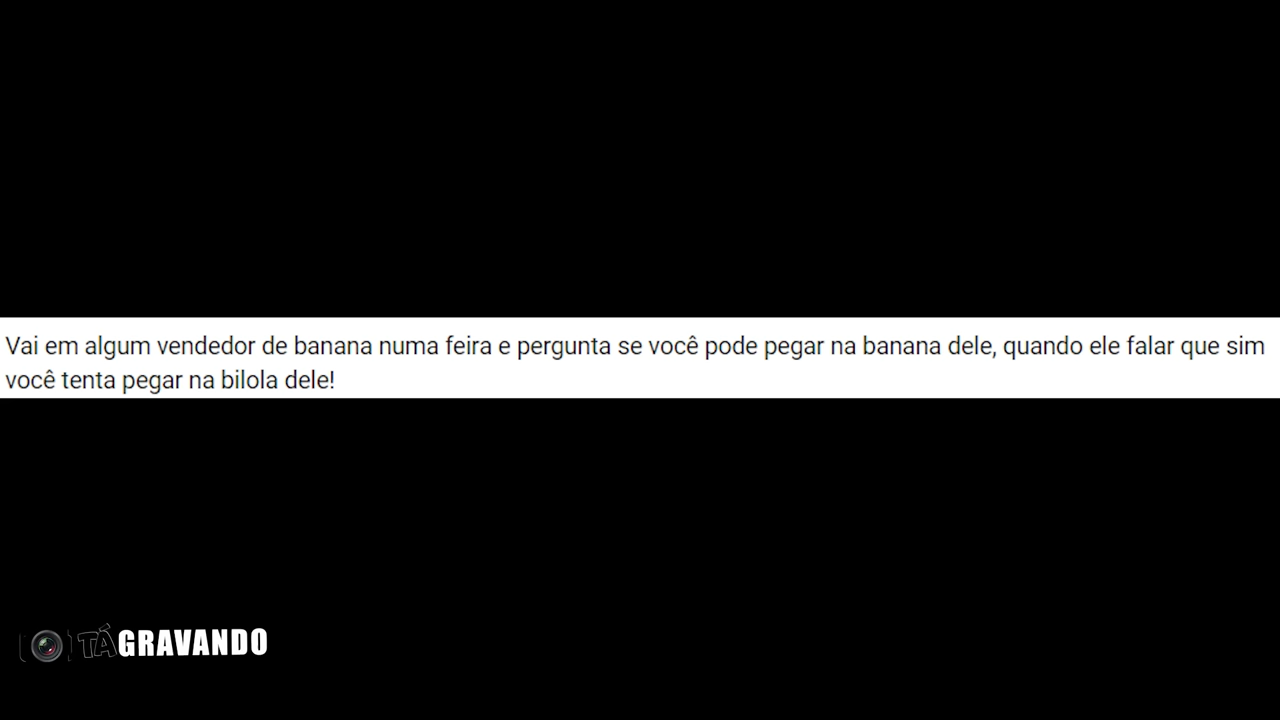 Vai em algum vendedor de banana numa feira e pergunta se você pode pegar na banana dele, quando ele falar que sim
você tenta pegar na bilola dele!
TÁGRAVANDO